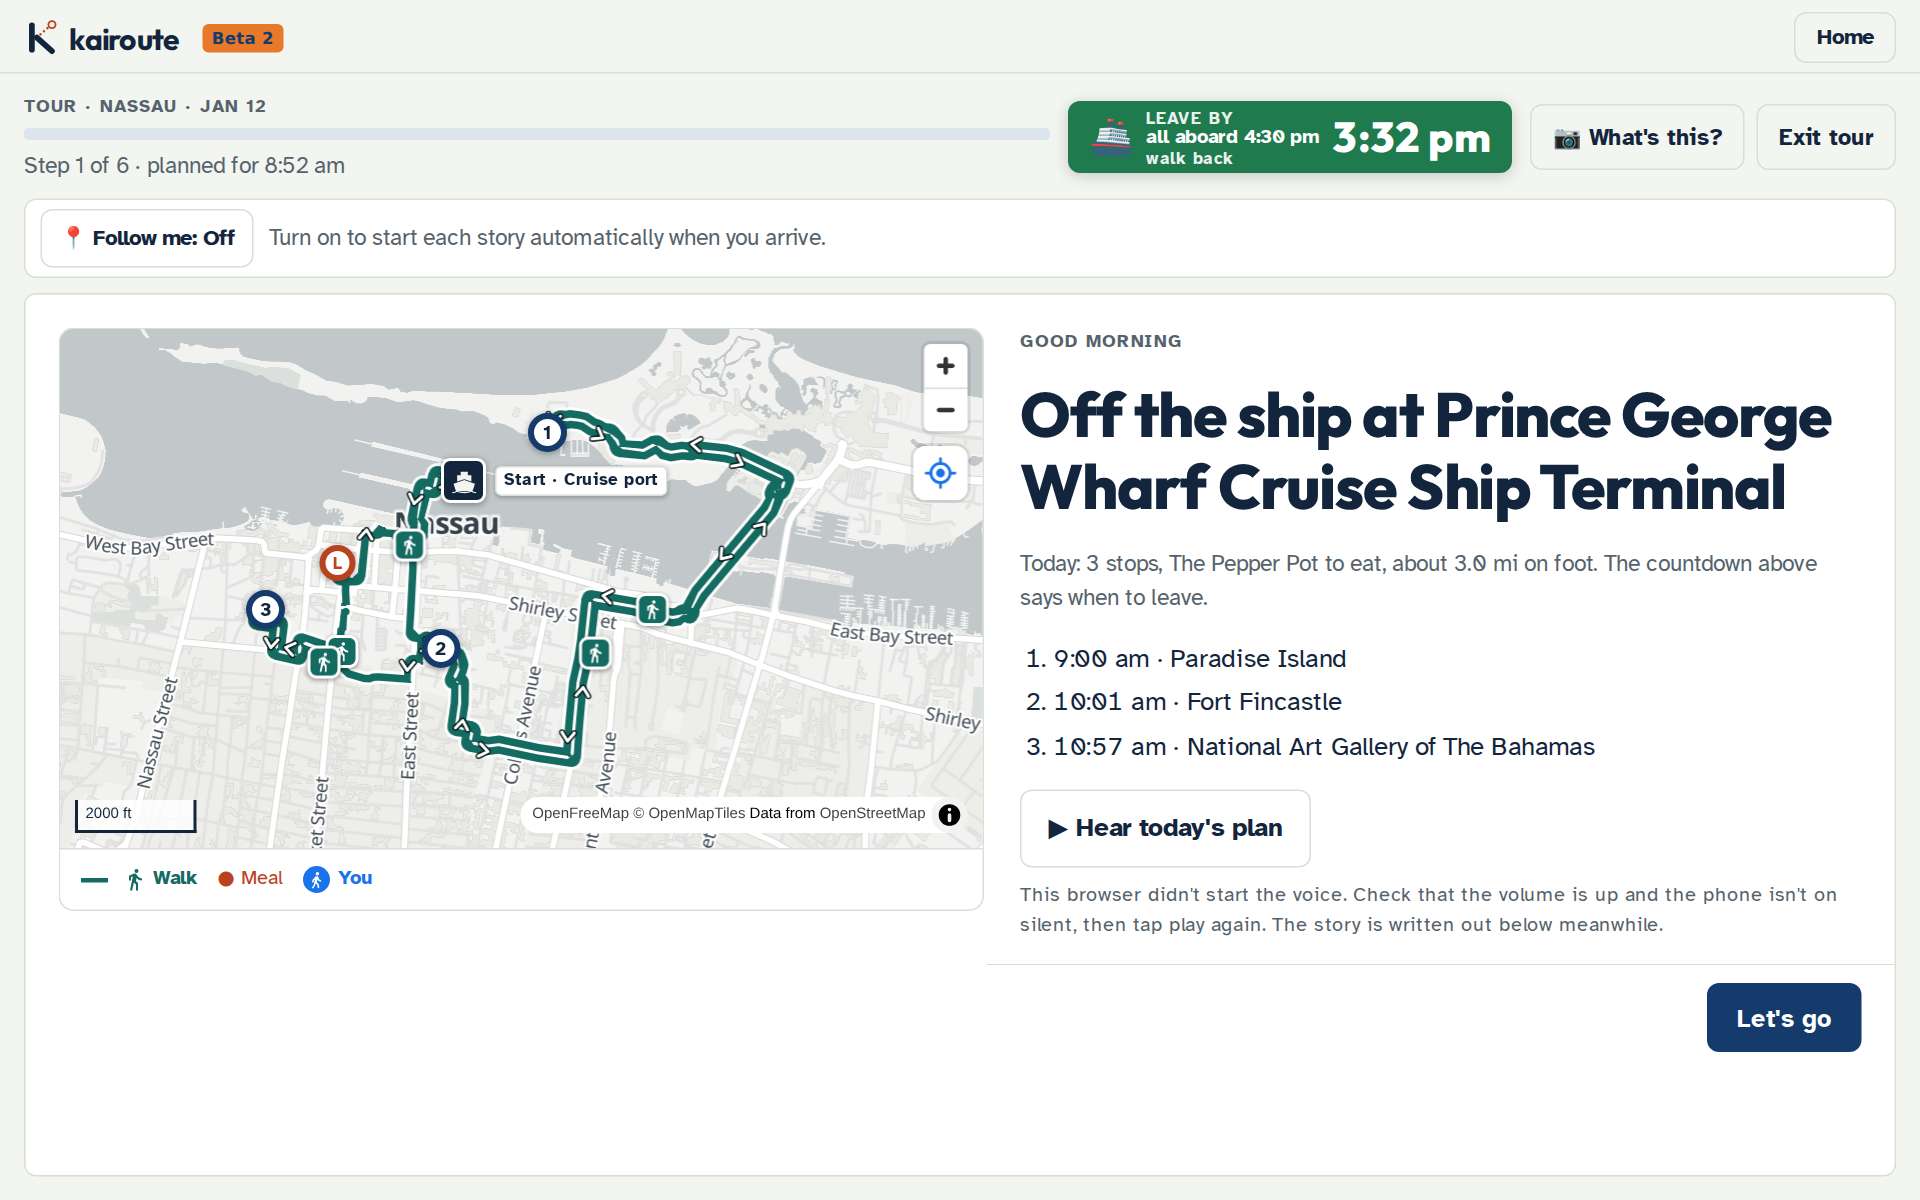 kairoute
Beta 2
Home
TOUR · NASSAU · JAN 12
Step 1 of 6 · planned for 8:52 am
LEAVE BY
all aboard 4:30 pm
walk back
3:32 pm
What's this?
Exit tour
Follow me: Off
Turn on to start each story automatically when you arrive.
1
Start · Cruise port
Nassau
West Bay Street
L
3
2
Shirley S et
East Bay Street
Shirley
Nassau Street
East Street
Avenue
Avenue
eet Street
2000 ft
OpenFreeMap © OpenMapTiles Data from OpenStreetMap
Walk
Meal
You
GOOD MORNING
Off the ship at Prince George
Wharf Cruise Ship Terminal
Today: 3 stops, The Pepper Pot to eat, about 3.0 mi on foot. The countdown above
says when to leave.
1. 9:00 am · Paradise Island
2. 10:01 am · Fort Fincastle
3. 10:57 am · National Art Gallery of The Bahamas
▶ Hear today's plan
This browser didn't start the voice. Check that the volume is up and the phone isn't on
silent, then tap play again. The story is written out below meanwhile.
Let's go